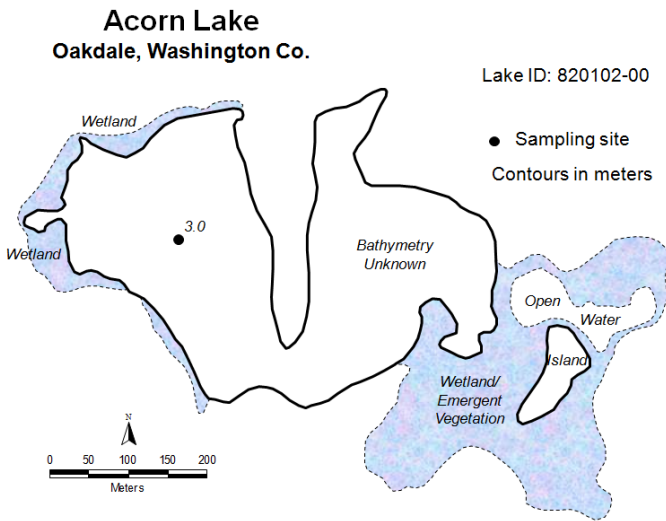 Acorn Lake
Oakdale, Washington Co.
Lake ID: 820102-00
Wetland
Sampling site
Contours in meters
3.0
Wetland
Bathymetry
Unknown
Open
Water
Island
Wetland/
Emergent
Vegetation
N
0 50 100 150 200
Meters